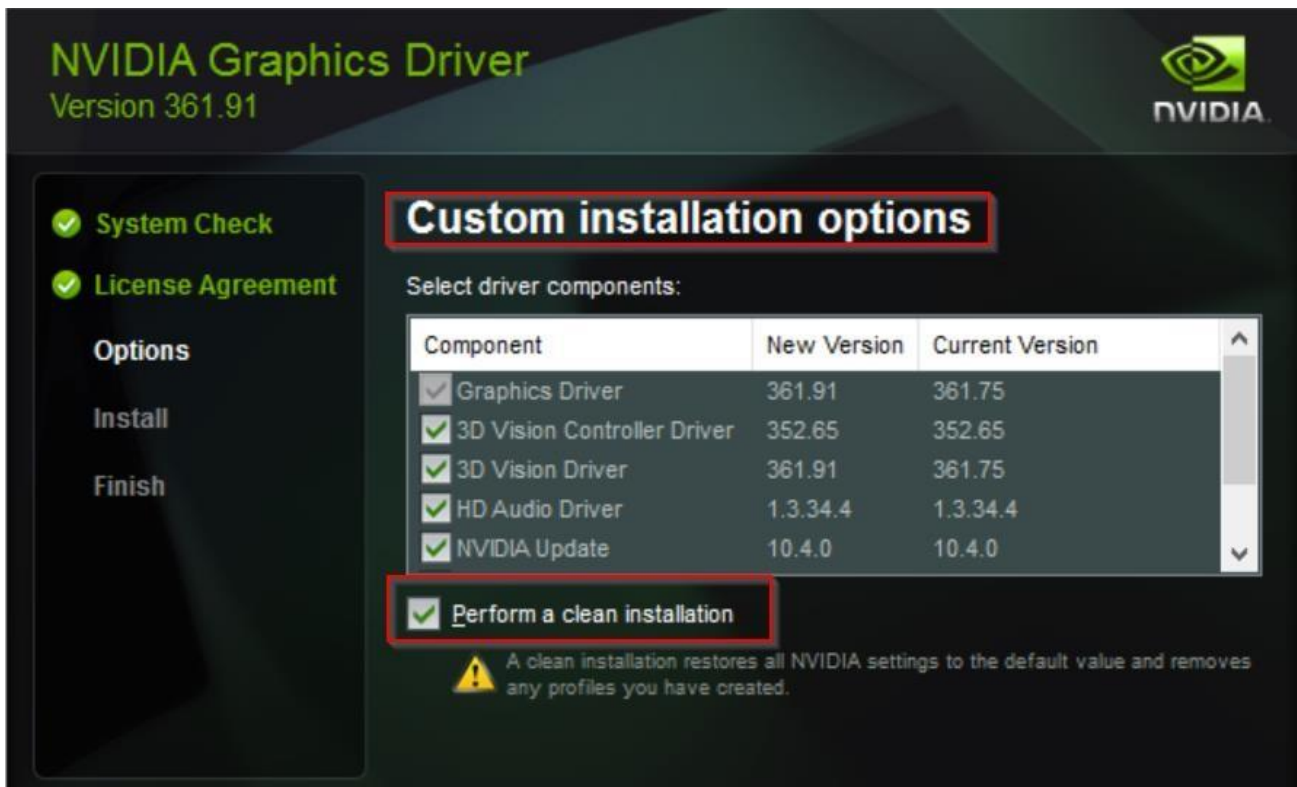 NVIDIA Graphics Driver
Version 361.91
NVIDIA.
System Check
License Agreement
Options
Install
Finish
Custom installation options
Select driver components:
Component New Version Current Version
Graphics Driver 361.91 361.75
3D Vision Controller Driver 352.65 352.65
3D Vision Driver 361.91 361.75
HD Audio Driver 1.3.34.4 1.3.34.4
NVIDIA Update 10.4.0 10.4.0
Perform a clean installation
A clean installation restores all NVIDIA settings to the default value and removes
any profiles you have created.